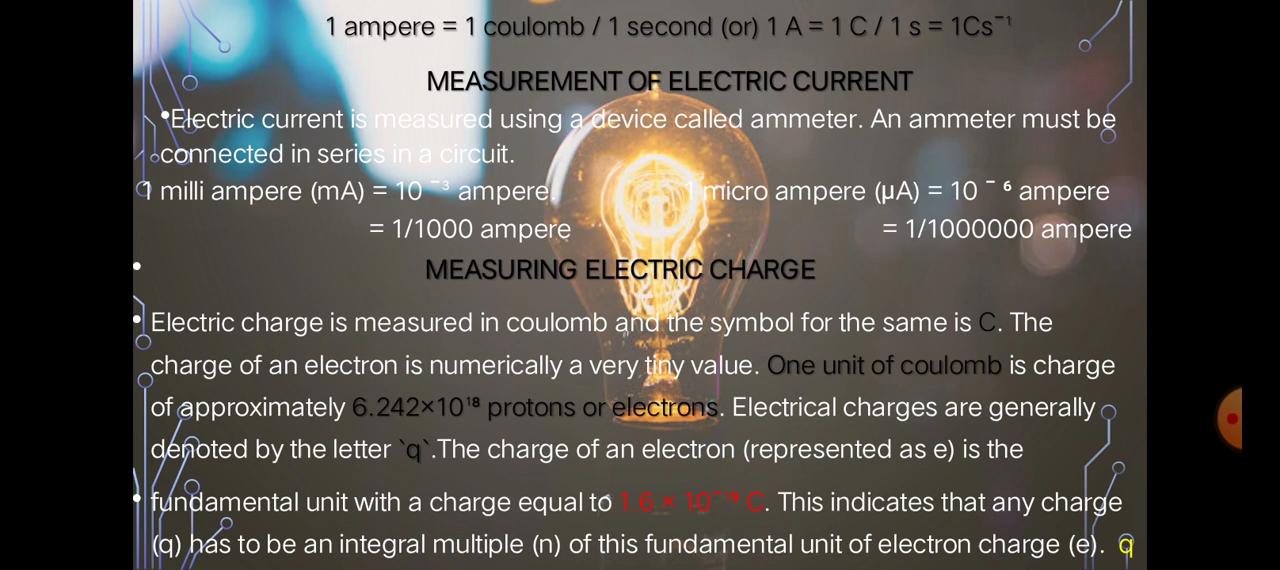 1 ampere = 1 coulomb / 1 second (or) 1 A = 1 C / 1 s = 1Cs⁻¹
MEASUREMENT OF ELECTRIC CURRENT
•Electric current is measured using a device called ammeter. An ammeter must be
connected in series in a circuit.
1 milli ampere (mA) = 10 ⁻³ ampere. 1 micro ampere (µA) = 10 ⁻ ⁶ ampere
= 1/1000 ampere = 1/1000000 ampere
• MEASURING ELECTRIC CHARGE
• Electric charge is measured in coulomb and the symbol for the same is C. The
charge of an electron is numerically a very tiny value. One unit of coulomb is charge
of approximately 6.242×10¹⁸ protons or electrons. Electrical charges are generally
denoted by the letter `q`.The charge of an electron (represented as e) is the
• fundamental unit with a charge equal to 1.6 × 10⁻¹⁹ C. This indicates that any charge
(q) has to be an integral multiple (n) of this fundamental unit of electron charge (e). q